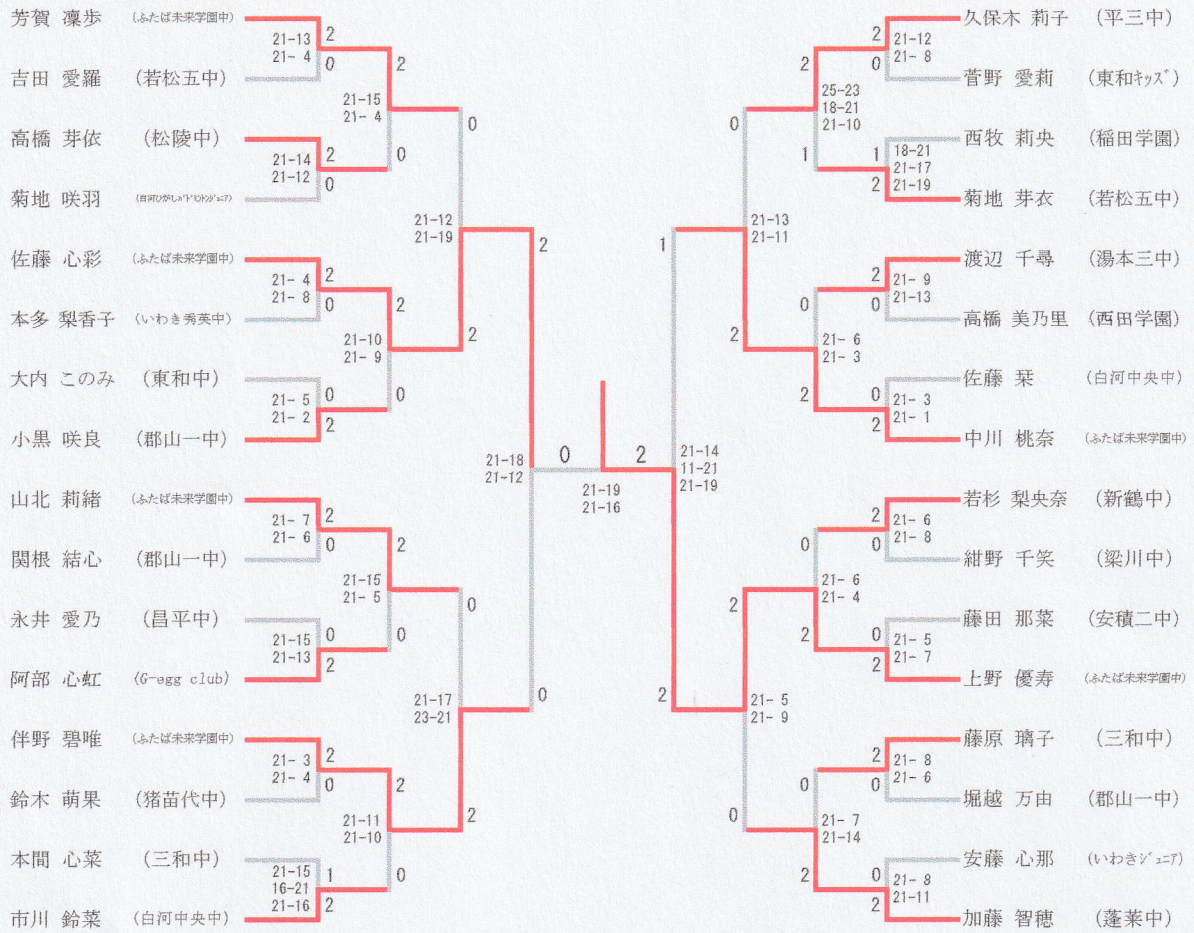 芳賀 凜歩 (ふたば未来学園中)
21-13 2
21- 4 0
吉田 愛羅 (若松五中)
2
21-15
21- 4
0
高橋 芽依 (松陵中)
21-14 2
21-12 0
菊地 咲羽
0
21-12
21-19
2
佐藤 心彩 (ふたば未来学園中)
21- 4 2
21- 8 0
本多 梨香子 (いわき秀英中)
2
21-10
21- 9
0
大内 このみ (東和中)
21- 5 0
21- 2 2
小黒 咲良 (郡山一中)
2
21-18
21-12
0
山北 莉緒 (ふたば未来学園中)
21- 7 2
21- 6 0
関根 結心 (郡山一中)
2
21-15
21- 5
0
永井 愛乃 (昌平中)
21-15 0
21-13 2
阿部 心虹 (G-egg club)
0
21-17
23-21
2
伴野 碧唯 (ふたば未来学園中)
21- 3 2
21- 4 0
鈴木 萌果 (猪苗代中)
2
21-11
21-10
0
本間 心菜 (三和中)
21-15
16-21 1
21-16 2
市川 鈴菜 (白河中央中)
0 2
21-19
21-16
久保木 莉子 (平三中)
2 21-12
0 21- 8
菅野 愛莉 (東和キッズ)
2
25-23
18-21
21-10
1
西牧 莉央 (稲田学園)
1 18-21
21-17
2 21-19
菊地 芽衣 (若松五中)
0
21-13
21-11
2
渡辺 千尋 (湯本三中)
2 21- 9
0 21-13
高橋 美乃里 (西田学園)
0
21- 6
21- 3
2
佐藤 栞 (白河中央中)
0 21- 3
2 21- 1
中川 桃奈 (ふたば未来学園中)
1
21-14
11-21
21-19
2
若杉 梨央奈 (新鶴中)
2 21- 6
0 21- 8
紺野 千笑 (梁川中)
0
21- 6
21- 4
2
藤田 那菜 (安積二中)
0 21- 5
2 21- 7
上野 優寿 (ふたば未来学園中)
2
21- 5
21- 9
0
藤原 璃子 (三和中)
2 21- 8
0 21- 6
堀越 万由 (郡山一中)
0
21- 7
21-14
2
安藤 心那 (いわきジュニア)
0 21- 8
2 21-11
加藤 智穂 (蓬莱中)